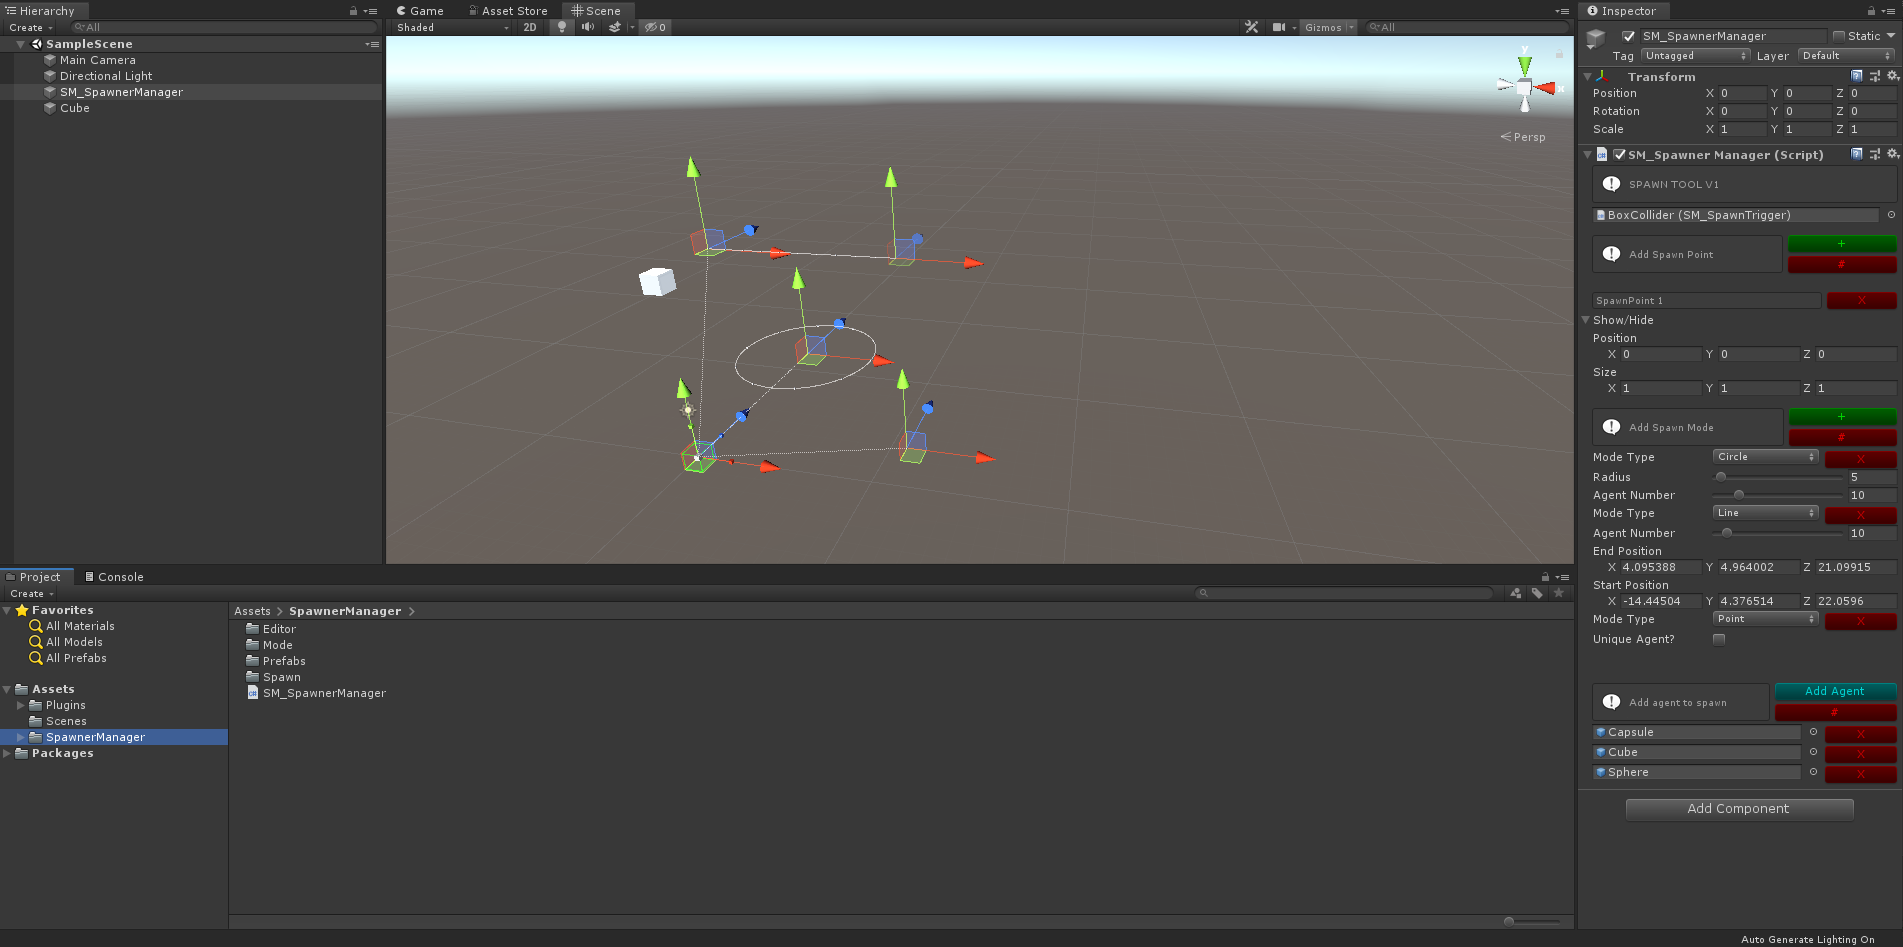 Hierarchy
Create
All
SampleScene
Main Camera
Directional Light
SM_SpawnerManager
Cube
Game
Asset Store
Scene
Shaded
2D
0
Gizmos
All
y
x
Persp
Inspector
SM_SpawnerManager
Static
Tag
Untagged
Layer
Default
Transform
Position X 0 Y 0 Z 0
Rotation X 0 Y 0 Z 0
Scale X 1 Y 1 Z 1
SM_Spawner Manager (Script)
SPAWN TOOL V1
BoxCollider (SM_SpawnTrigger)
Add Spawn Point
+
#
SpawnPoint 1
X
Show/Hide
Position
X 0 Y 0 Z 0
Size
X 1 Y 1 Z 1
Add Spawn Mode
+
#
Mode Type Circle X
Radius 5
Agent Number 10
Mode Type Line X
Agent Number 10
End Position
X 4.095388 Y 4.964002 Z 21.09915
Start Position
X -14.44504 Y 4.376514 Z 22.0596
Mode Type Point X
Unique Agent?
Add agent to spawn
Add Agent
#
Capsule X
Cube X
Sphere X
Add Component
Project
Console
Create
Favorites
All Materials
All Models
All Prefabs
Assets
Plugins
Scenes
SpawnerManager
Packages
Assets > SpawnerManager >
Editor
Mode
Prefabs
Spawn
SM_SpawnerManager
Auto Generate Lighting On